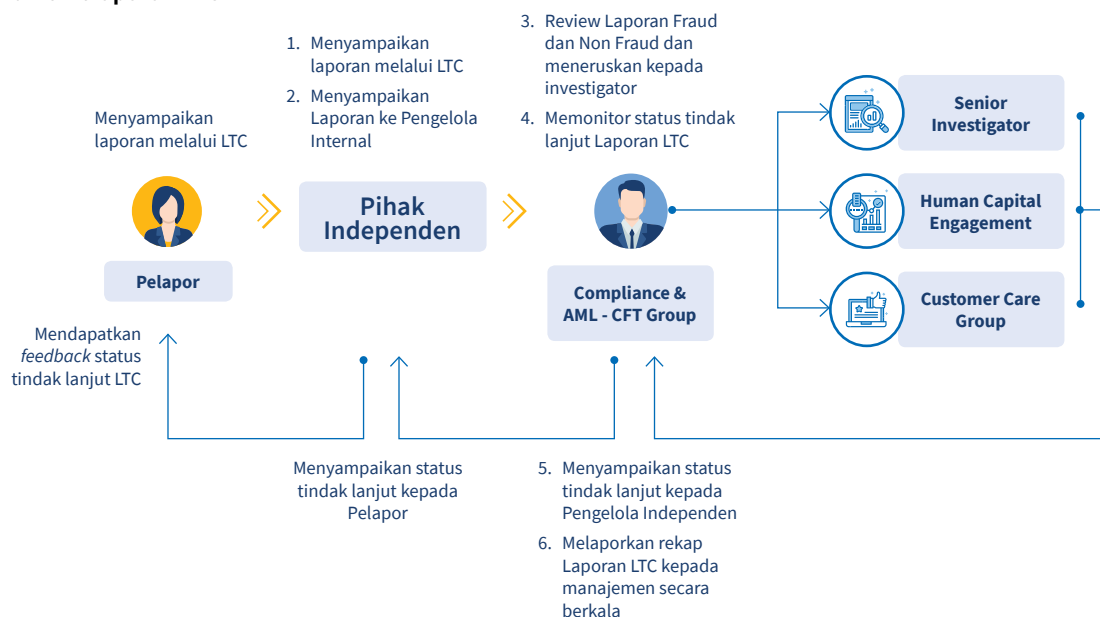 Menyampaikan
laporan melalui LTC
Pelapor
1. Menyampaikan
laporan melalui LTC
2. Menyampaikan
Laporan ke Pengelola
Internal
Pihak
Independen
3. Review Laporan Fraud
dan Non Fraud dan
meneruskan kepada
investigator
4. Memonitor status tindak
lanjut Laporan LTC
Compliance &
AML - CFT Group
Senior
Investigator
Human Capital
Engagement
Customer Care
Group
Mendapatkan
feedback status
tindak lanjut LTC
Menyampaikan status
tindak lanjut kepada
Pelapor
5. Menyampaikan status
tindak lanjut kepada
Pengelola Independen
6. Melaporkan rekap
Laporan LTC kepada
manajemen secara
berkala